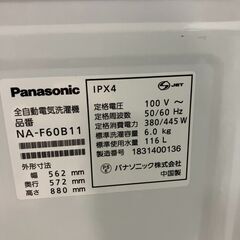 Panasonic
全自動電気洗濯機
品番
NA-F60B11
外形寸法
幅 562 mm
奥行 572 mm
高さ 880 mm
IPX4
JET
定格電圧 100 V ~
定格周波数 50/60 Hz
定格消費電力 380/445 W
標準洗濯容量 6.0 kg
標準使用水量 116 L
製造番号 1831400136
パナソニック株式会社
中国製